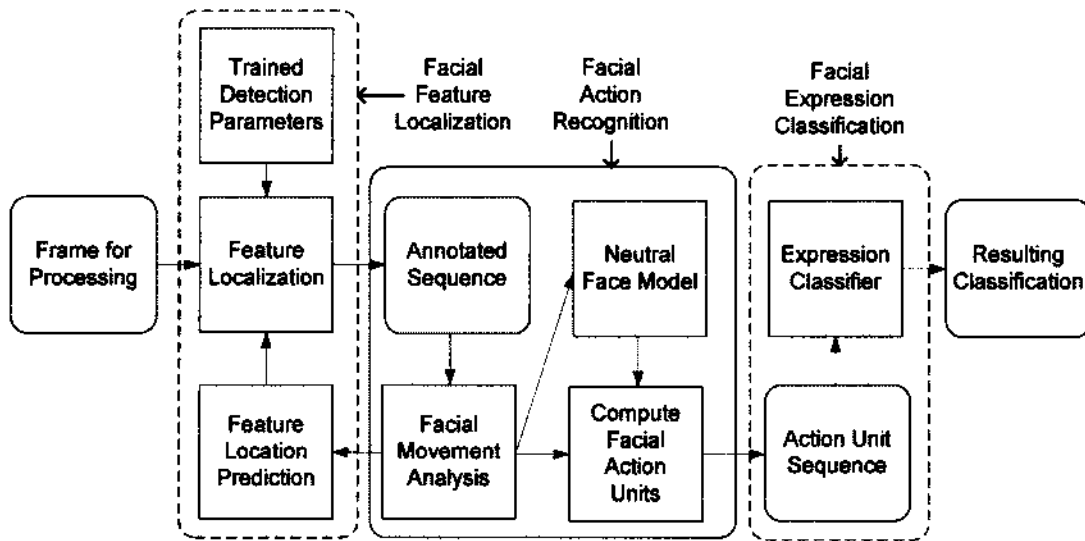 Trained
Detection
Parameters
Facial
Feature
Localization
Facial
Action
Recognition
Facial
Expression
Classification
Frame for
Processing
Feature
Localization
Annotated
Sequence
Neutral
Face Model
Expression
Classifier
Resulting
Classification
Feature
Location
Prediction
Facial
Movement
Analysis
Compute
Facial
Action
Units
Action Unit
Sequence